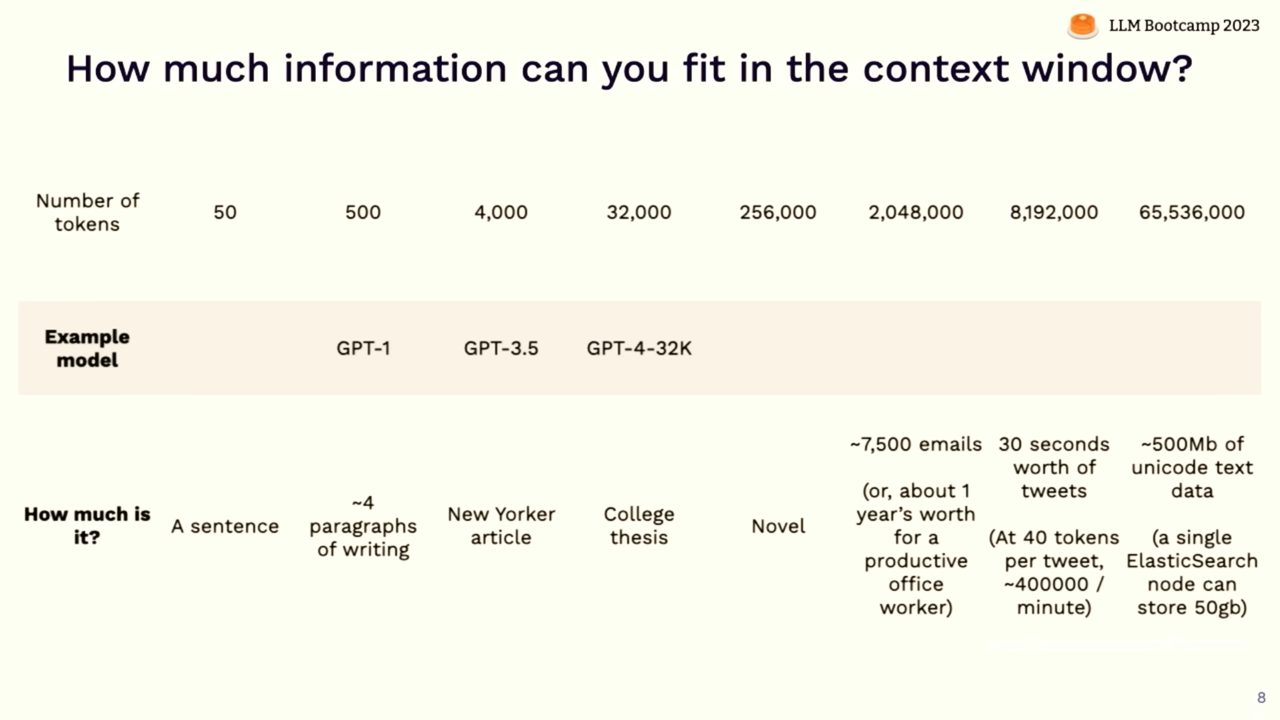 LLM Bootcamp 2023
How much information can you fit in the context window?
Number of
tokens
50
500
4,000
32,000
256,000
2,048,000
8,192,000
65,536,000
Example
model
GPT-1
GPT-3.5
GPT-4-32K
How much is
it?
A sentence
~4
paragraphs
of writing
New Yorker
article
College
thesis
Novel
~7,500 emails
(or, about 1
year's worth
for a
productive
office
worker)
30 seconds
worth of
tweets
(At 40 tokens
per tweet,
~400000 /
minute)
~500Mb of
unicode text
data
(a single
ElasticSearch
node can
store 50gb)
8